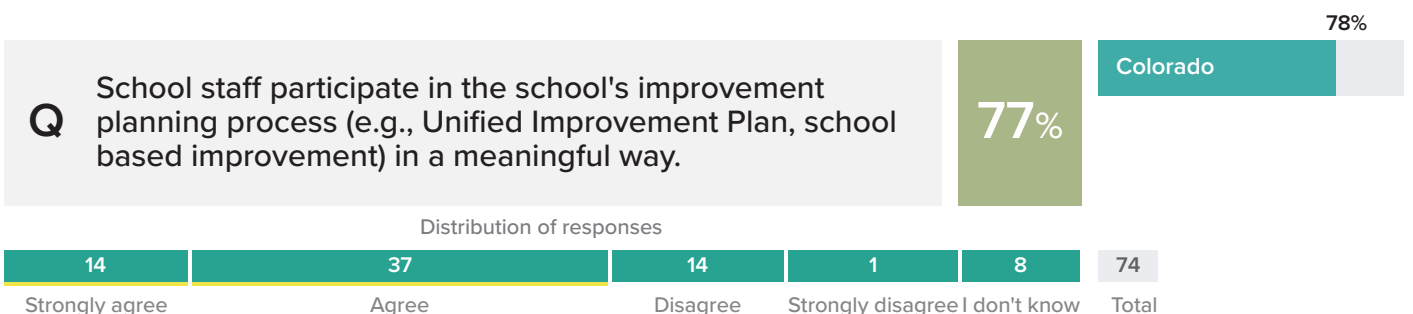 78%
Q
School staff participate in the school's improvement
planning process (e.g., Unified Improvement Plan, school
based improvement) in a meaningful way.
77%
Colorado
Distribution of responses
14 37 14 1 8 74
Strongly agree Agree Disagree Strongly disagree I don't know Total